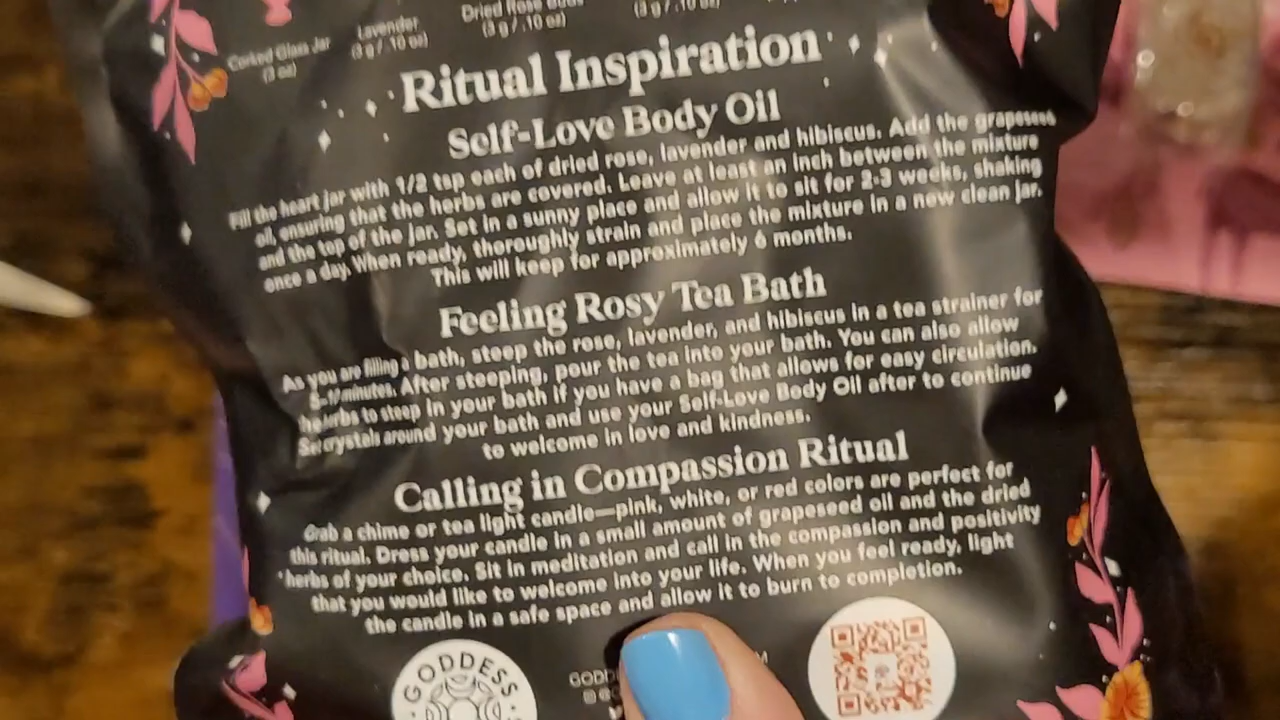 Corked Glass Jar
(3 oz)
Lavender
(3 g / .10 oz)
Dried Rose Buds
(3 g / .10 oz)
(3 g / .10 oz)
Ritual Inspiration
Self-Love Body Oil
Fill the heart jar with 1/2 tsp each of dried rose, lavender and hibiscus. Add the grapeseed
oil, ensuring that the herbs are covered. Leave at least an inch between the mixture
and the top of the jar. Set in a sunny place and allow it to sit for 2-3 weeks, shaking
once a day. When ready, thoroughly strain and place the mixture in a new clean jar.
This will keep for approximately 6 months.
Feeling Rosy Tea Bath
As you are filling a bath, steep the rose, lavender, and hibiscus in a tea strainer for
minutes. After steeping, pour the tea into your bath. You can also allow
the herbs to steep in your bath if you have a bag that allows for easy circulation.
Set crystals around your bath and use your Self-Love Body Oil after to continue
to welcome in love and kindness.
Calling in Compassion Ritual
Grab a chime or tea light candle—pink, white, or red colors are perfect for
this ritual. Dress your candle in a small amount of grapeseed oil and the dried
herbs of your choice. Sit in meditation and call in the compassion and positivity
that you would like to welcome into your life. When you feel ready, light
the candle in a safe space and allow it to burn to completion.
GODDESS